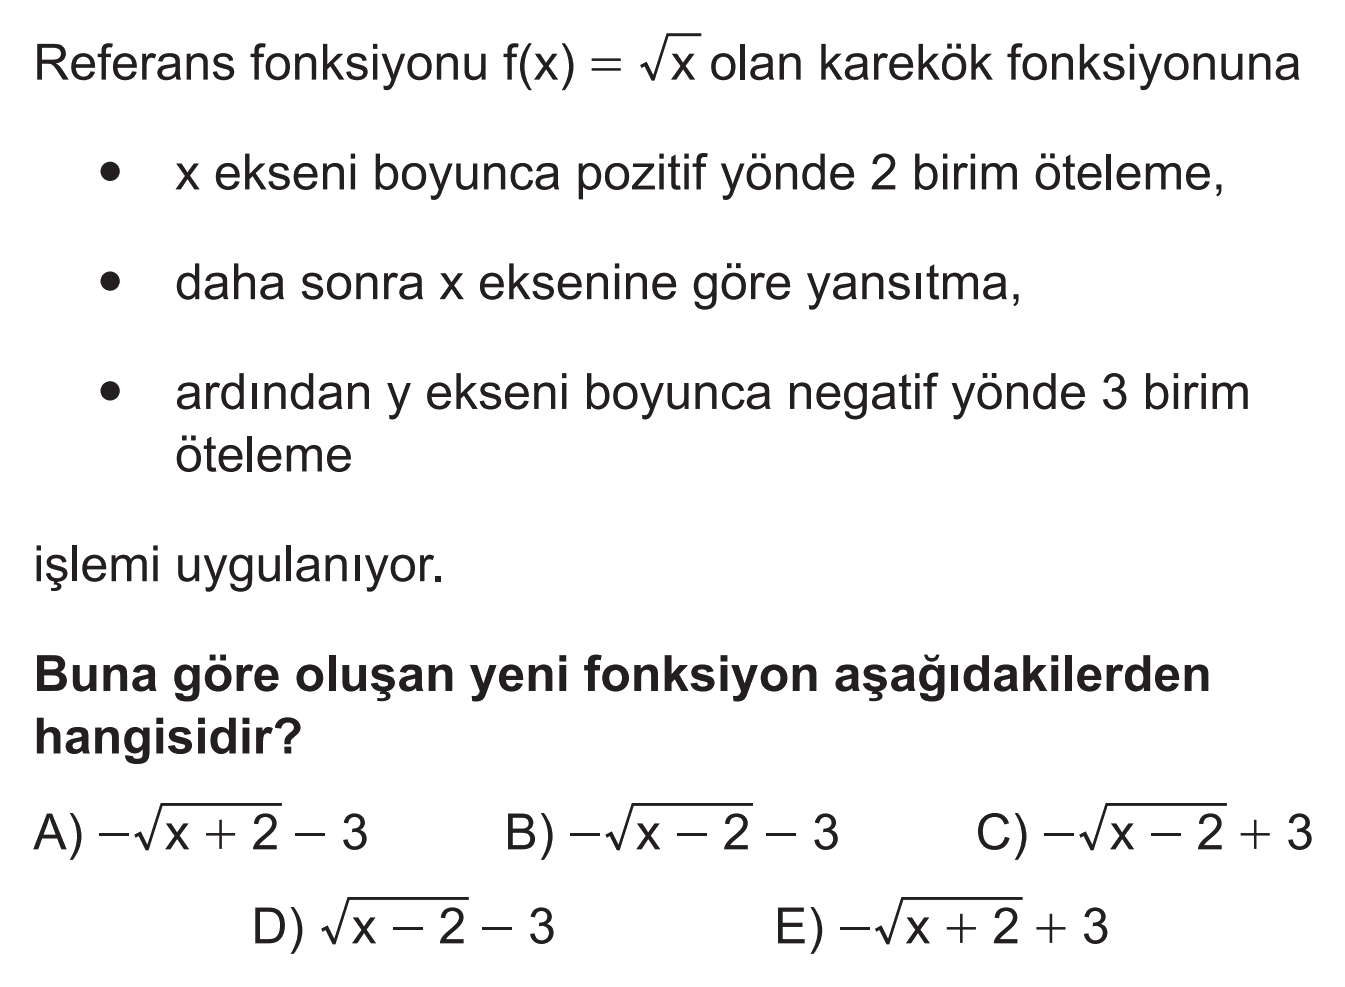 Referans fonksiyonu f(x) = √x olan karekök fonksiyonuna
• x ekseni boyunca pozitif yönde 2 birim öteleme,
• daha sonra x eksenine göre yansıtma,
• ardından y ekseni boyunca negatif yönde 3 birim
öteleme
işlemi uygulanıyor.
Buna göre oluşan yeni fonksiyon aşağıdakilerden
hangisidir?
A) –√(x + 2) – 3 B) –√(x – 2) – 3 C) –√(x – 2) + 3
D) √(x – 2) – 3 E) –√(x + 2) + 3